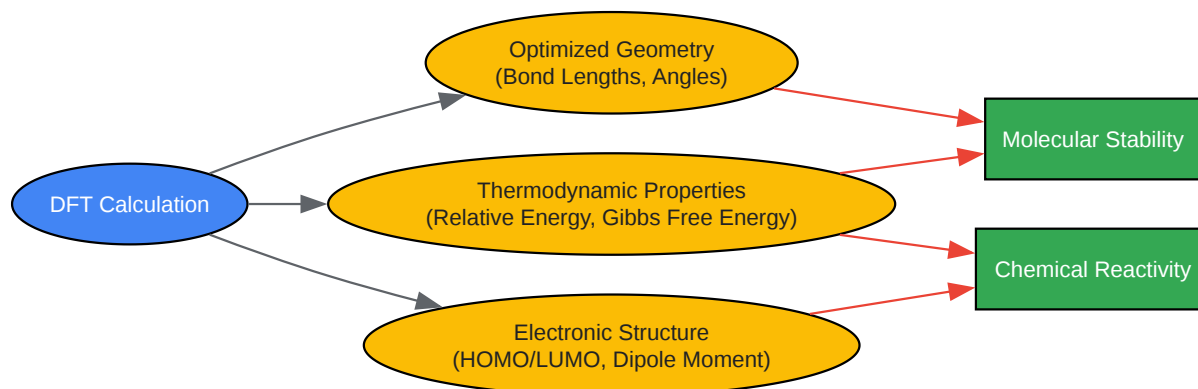 Optimized Geometry
(Bond Lengths, Angles)
Molecular Stability
DFT Calculation
Thermodynamic Properties
(Relative Energy, Gibbs Free Energy)
Chemical Reactivity
Electronic Structure
(HOMO/LUMO, Dipole Moment)